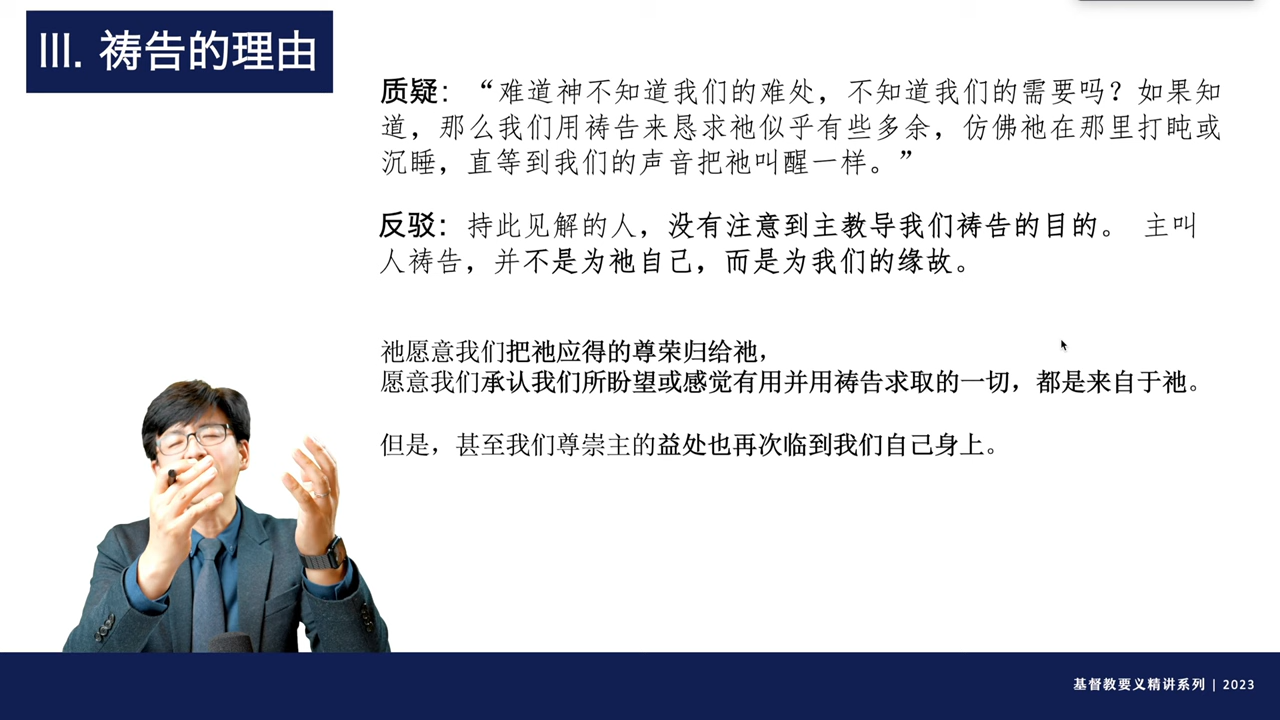 III. 祷告的理由
质疑：“难道神不知道我们的难处，不知道我们的需要吗？如果知
道，那么我们用祷告来恳求祂似乎有些多余，仿佛祂在那里打盹或
沉睡，直等到我们的声音把祂叫醒一样。”
反驳：持此见解的人，没有注意到主教导我们祷告的目的。 主叫
人祷告，并不是为祂自己，而是为我们的缘故。
祂愿意我们把祂应得的尊荣归给祂，
愿意我们承认我们所盼望或感觉有用并用祷告求取的一切，都是来自于祂。
但是，甚至我们尊崇主的益处也再次临到我们自己身上。
基督教要义精讲系列 | 2023